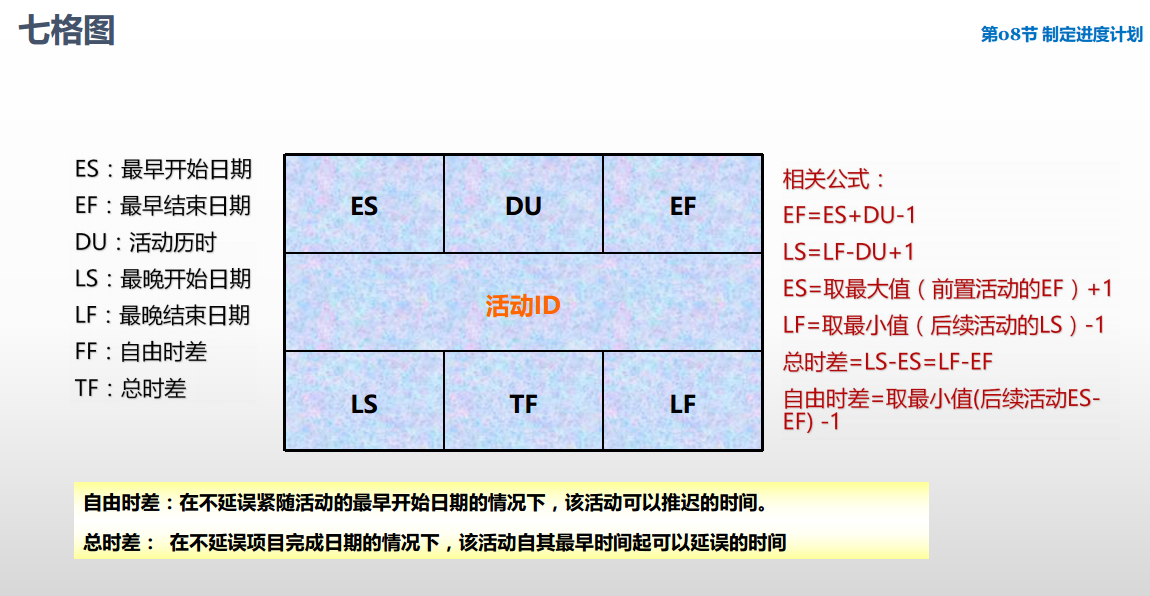 七格图
第08节 制定进度计划
ES：最早开始日期
EF：最早结束日期
DU：活动历时
LS：最晚开始日期
LF：最晚结束日期
FF：自由时差
TF：总时差
ES
DU
EF
活动ID
LS
TF
LF
相关公式：
EF=ES+DU-1
LS=LF-DU+1
ES=取最大值（前置活动的EF）+1
LF=取最小值（后续活动的LS）-1
总时差=LS-ES=LF-EF
自由时差=取最小值(后续活动ES-
EF) -1
自由时差：在不延误紧随活动的最早开始日期的情况下，该活动可以推迟的时间。
总时差： 在不延误项目完成日期的情况下，该活动自其最早时间起可以延误的时间